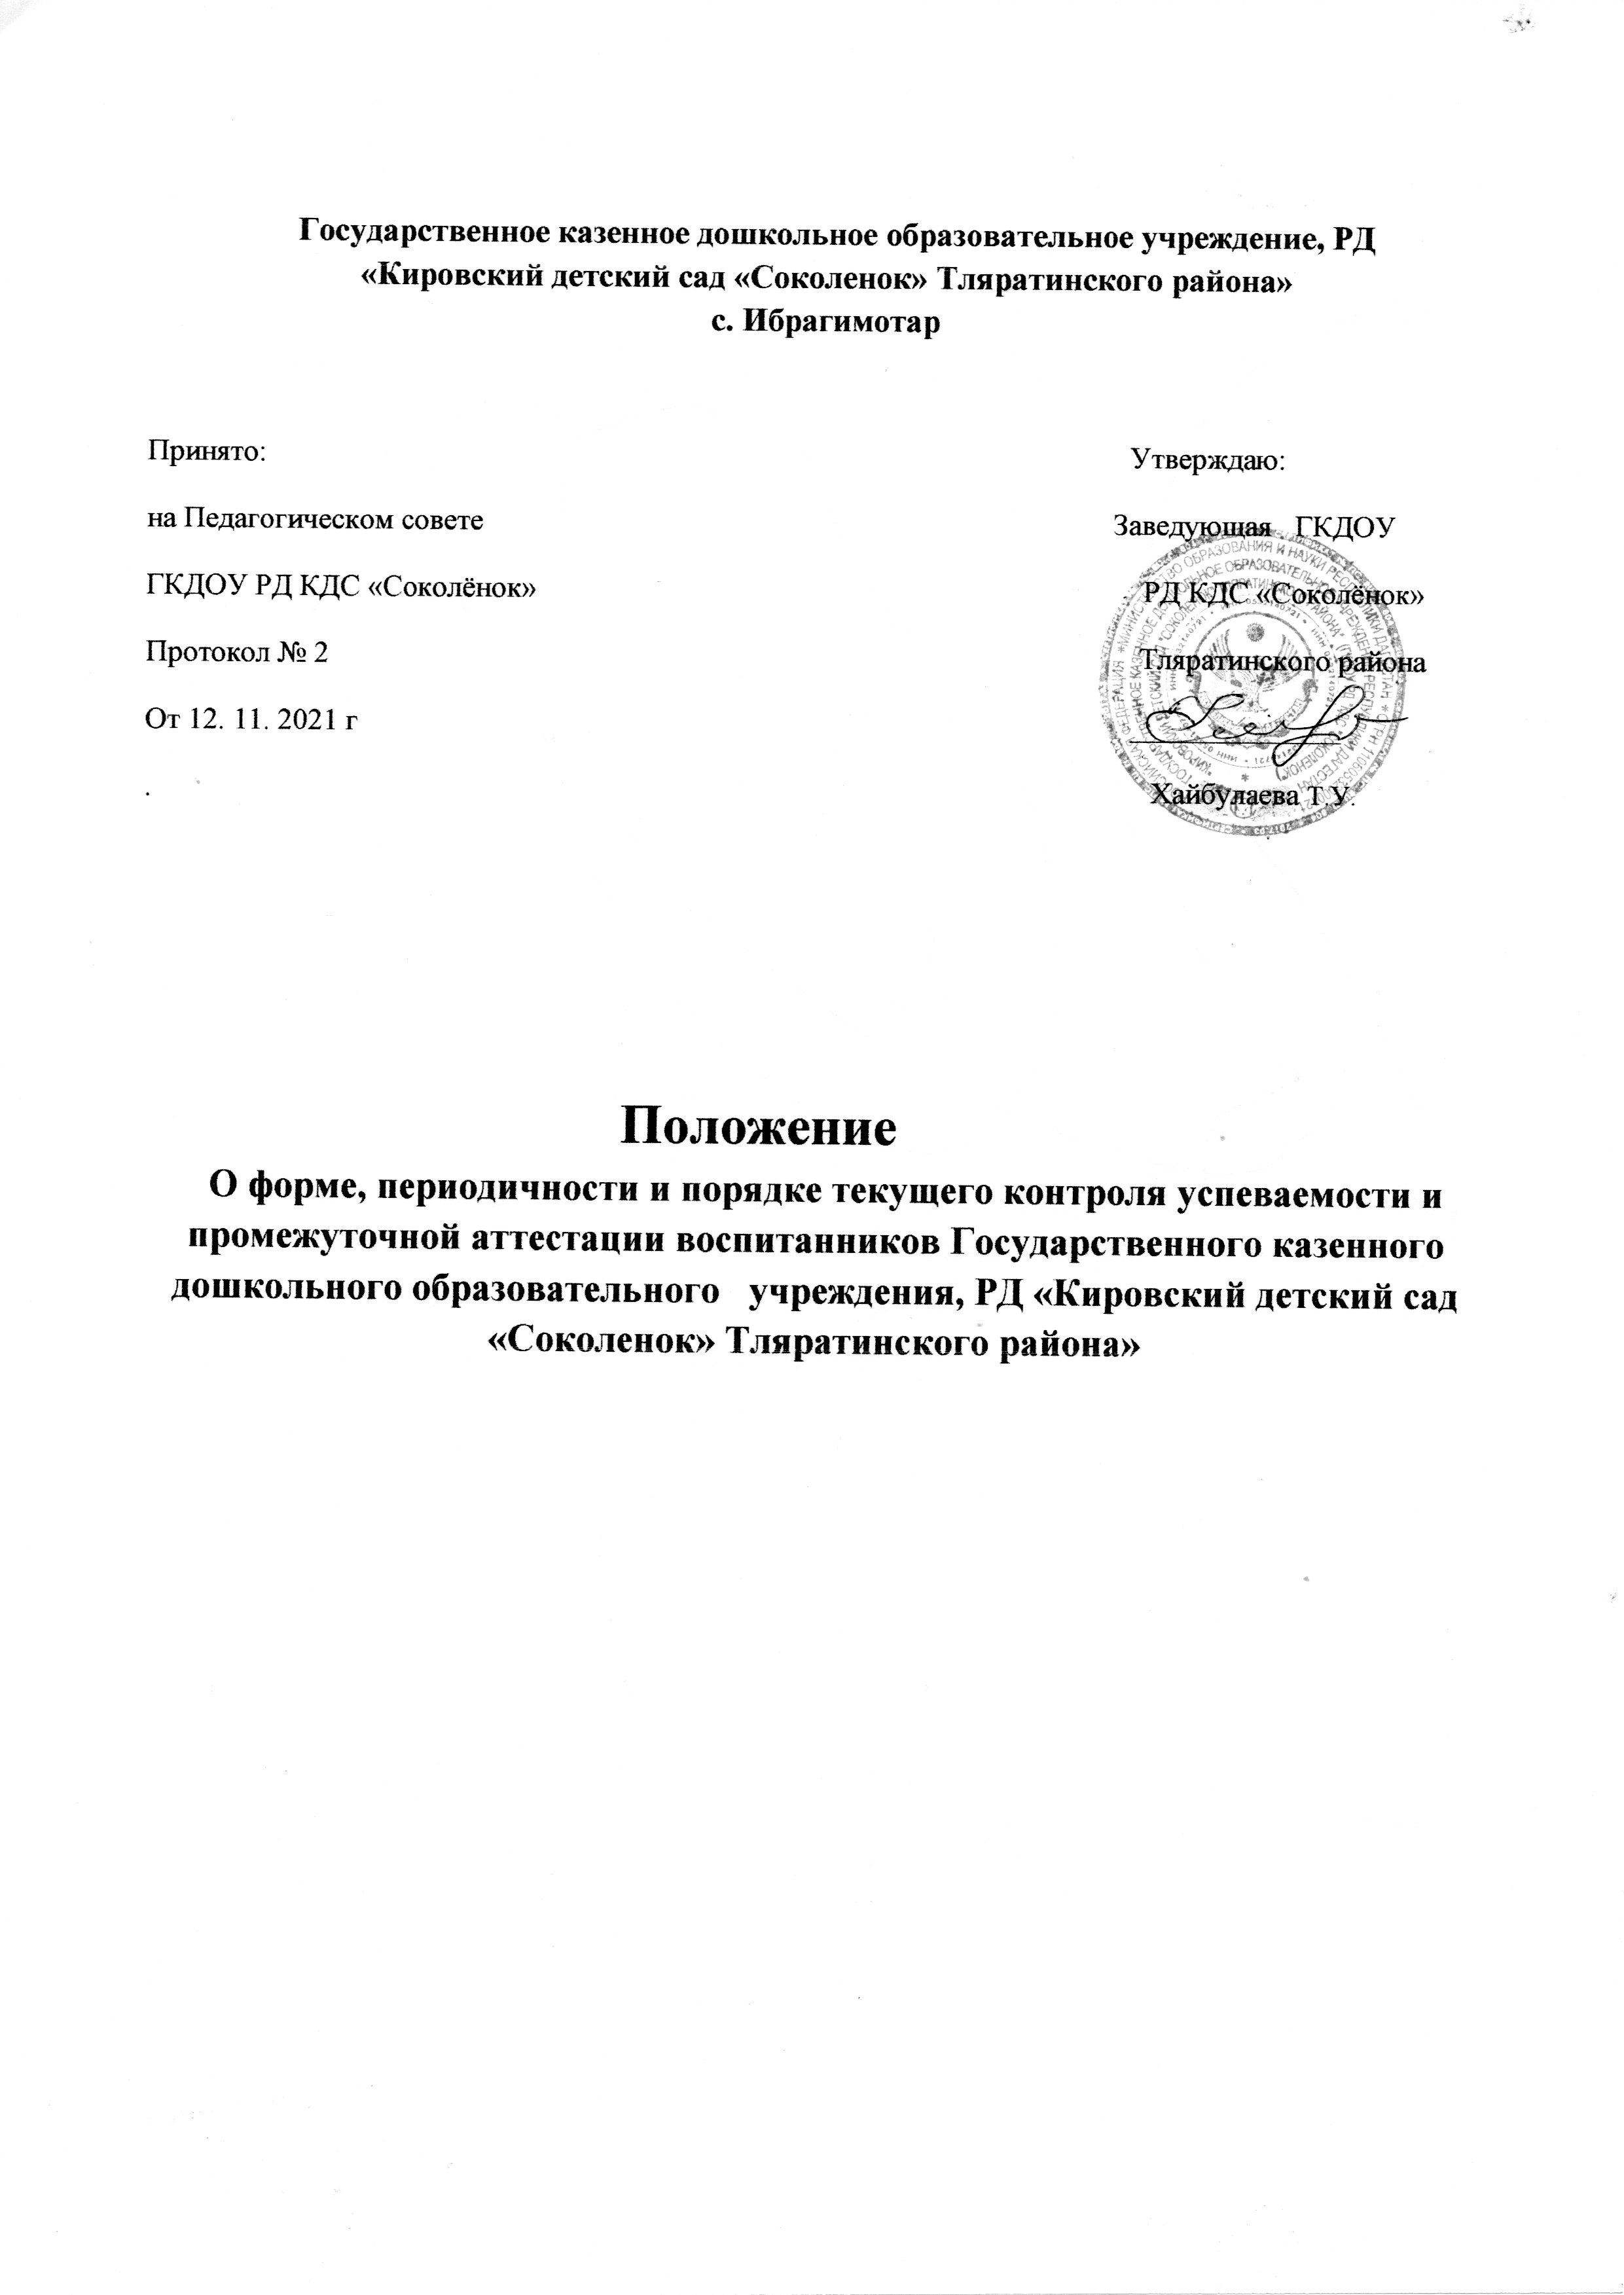 Государственное казенное дошкольное образовательное учреждение, РД
«Кировский детский сад «Соколенок» Тляратинского района»
с. Ибрагимотар
Принято:
на Педагогическом совете
ГКДОУ РД КДС «Соколёнок»
Протокол № 2
От 12. 11. 2021 г
.
Утверждаю:
Заведующая ГКДОУ
РД КДС «Соколёнок»
Тляратинского района
Хайбулаева Т.У.
Положение
О форме, периодичности и порядке текущего контроля успеваемости и
промежуточной аттестации воспитанников Государственного казенного
дошкольного образовательного учреждения, РД «Кировский детский сад
«Соколенок» Тляратинского района»